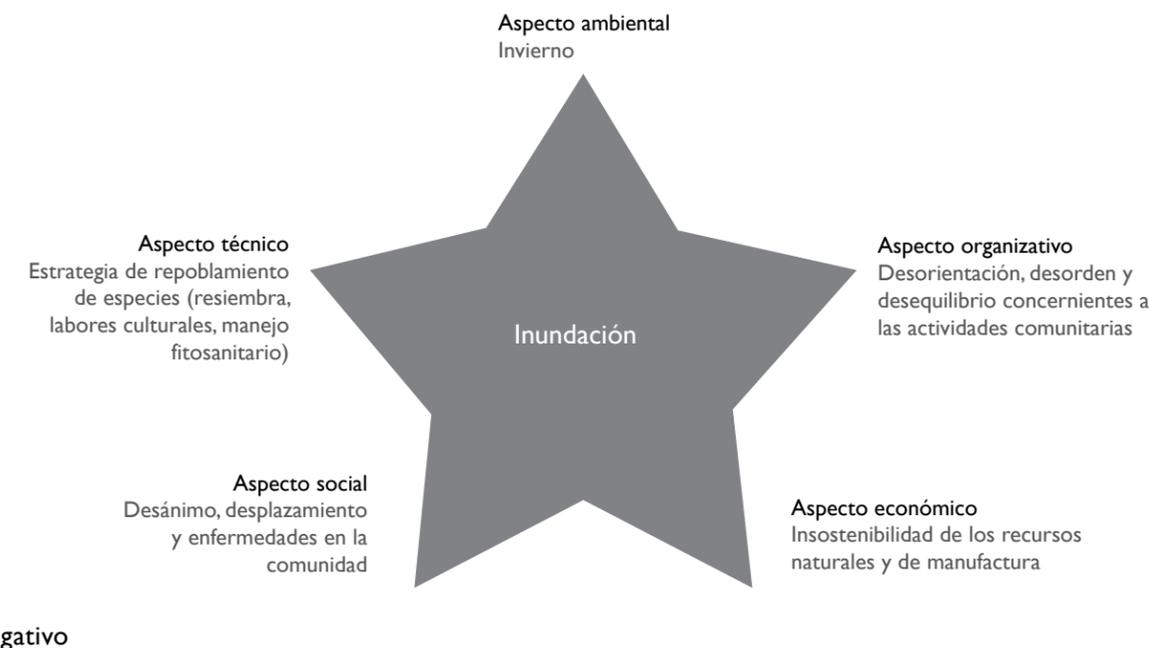 Aspecto ambiental
Invierno
Aspecto técnico
Estrategia de repoblamiento
de especies (resiembra,
labores culturales, manejo
fitosanitario)
Aspecto organizativo
Desorientación, desorden y
desequilibrio concernientes a
las actividades comunitarias
Inundación
Aspecto social
Desánimo, desplazamiento
y enfermedades en la
comunidad
Aspecto económico
Insostenibilidad de los recursos
naturales y de manufactura
gativo